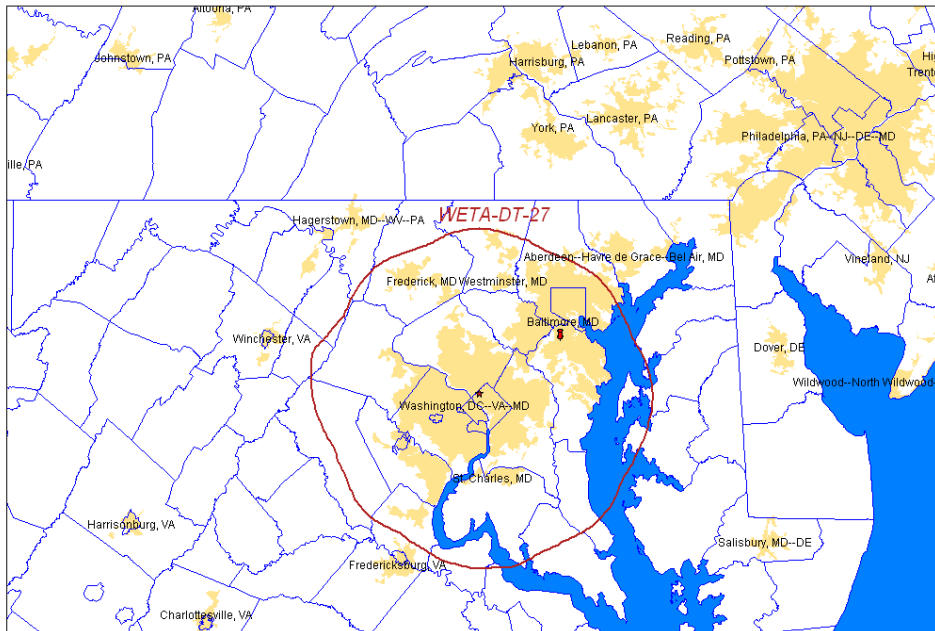 Altoona, PA
Johnstown, PA
Lebanon, PA
Reading, PA
Harrisburg, PA
Pottstown, PA
Trento
Lancaster, PA
York, PA
Philadelphia, PA--NJ--DE--MD
ville, PA
WETA-DT-27
Hagerstown, MD--WV--PA
Aberdeen--Havre de Grace--Bel Air, MD
Vineland, NJ
Frederick, MD
Westminster, MD
Baltimore, MD
Winchester, VA
Dover, DE
Wildwood--North Wildwood--
Washington, DC--VA--MD
St. Charles, MD
Harrisonburg, VA
Salisbury, MD--DE
Fredericksburg, VA
Charlottesville, VA